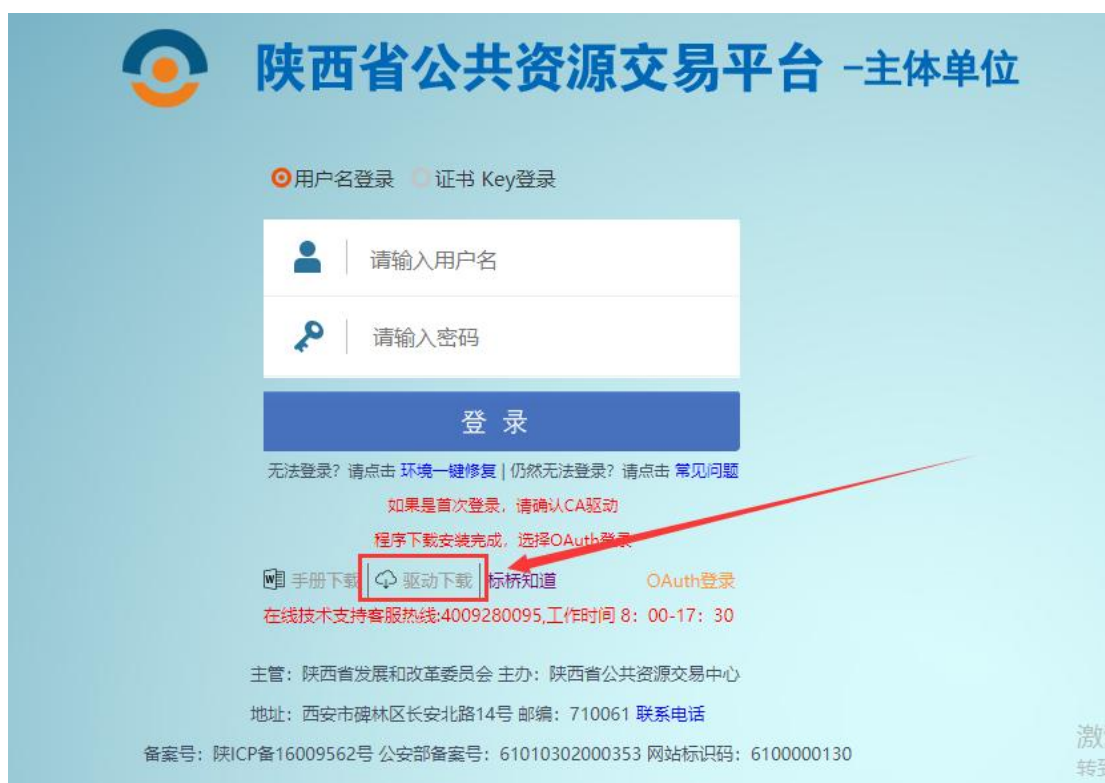 陕西省公共资源交易平台 -主体单位
用户名登录 证书 Key登录
请输入用户名
请输入密码
登 录
无法登录？请点击 环境一键修复 | 仍然无法登录？请点击 常见问题
如果是首次登录，请确认CA驱动
程序下载安装完成，选择OAuth登录
手册下载 驱动下载 标桥知道 OAuth登录
在线技术支持客服热线:4009280095,工作时间 8：00-17：30
主管：陕西省发展和改革委员会 主办：陕西省公共资源交易中心
地址：西安市碑林区长安北路14号 邮编：710061 联系电话
备案号：陕ICP备16009562号 公安部备案号：61010302000353 网站标识码：6100000130
激
转到